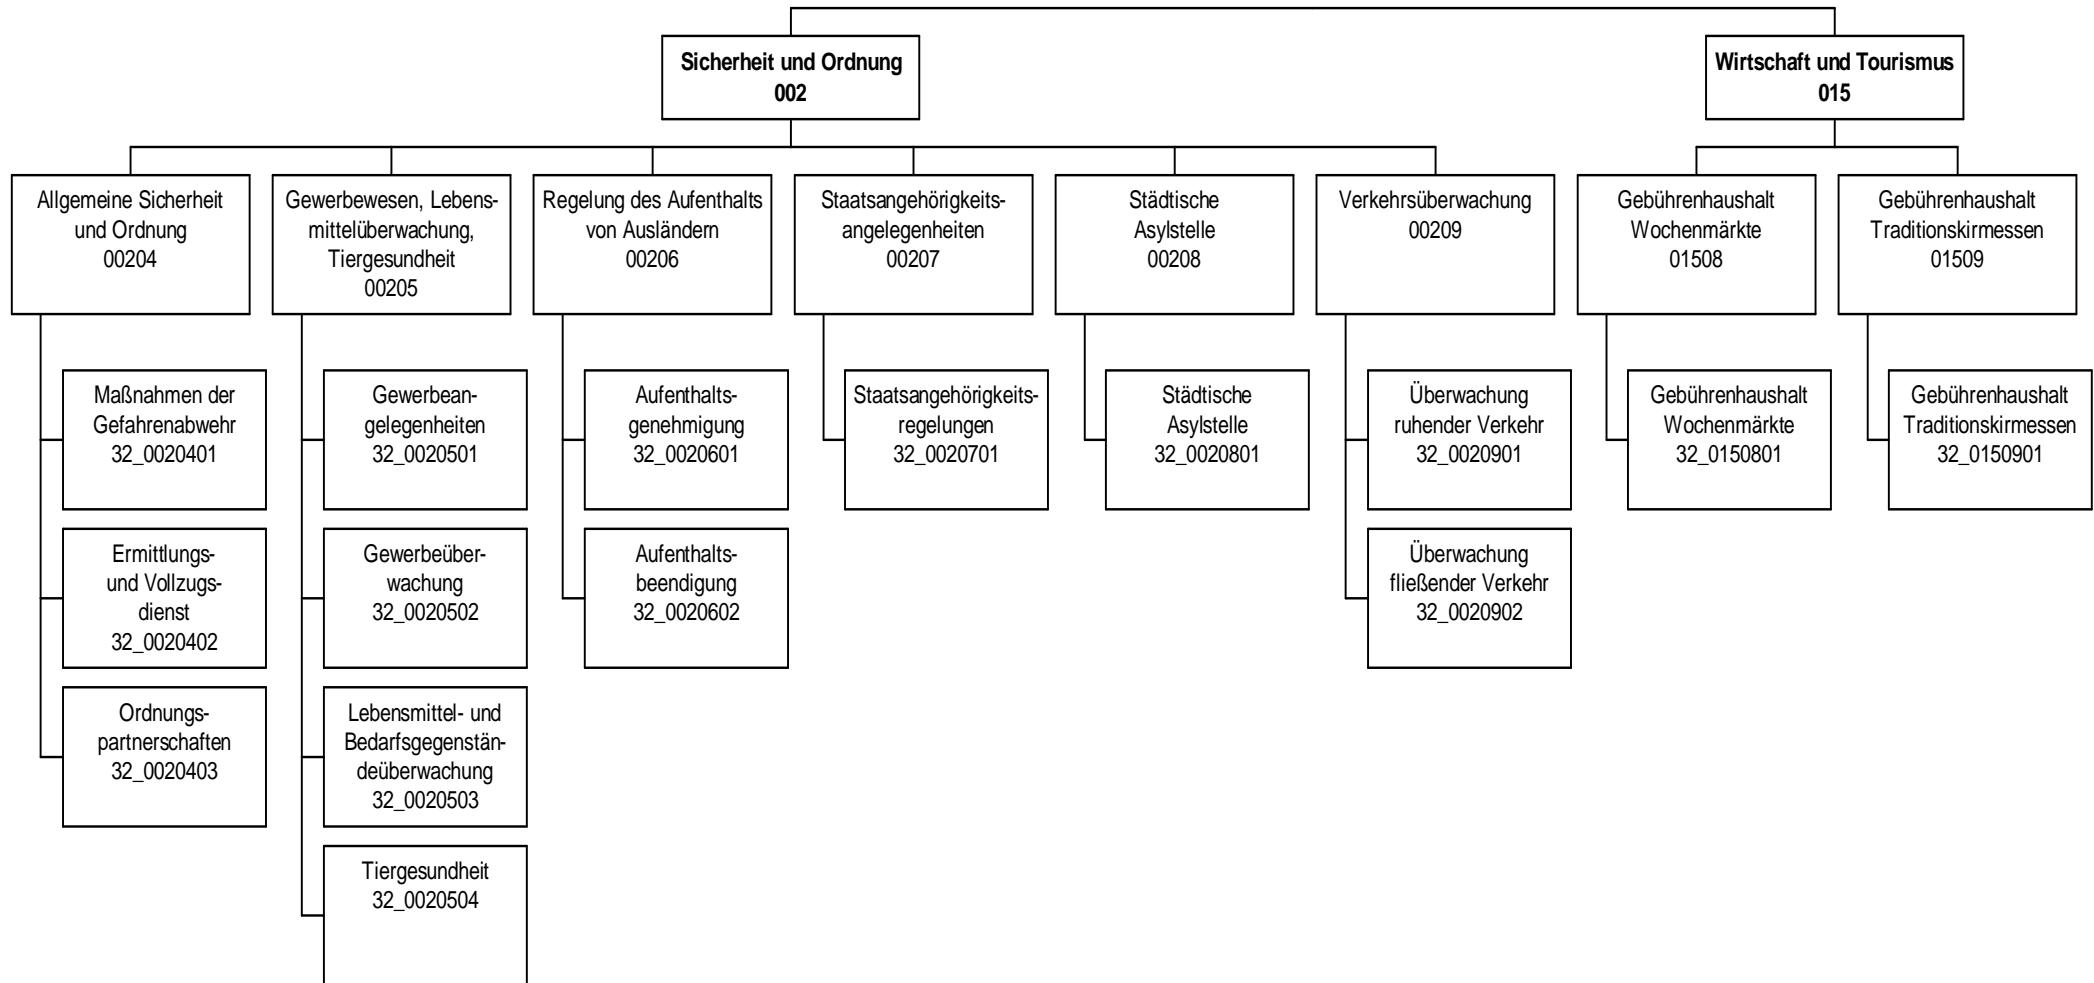 Sicherheit und Ordnung
002
Wirtschaft und Tourismus
015
Allgemeine Sicherheit
und Ordnung
00204
Gewerbewesen, Lebens-
mittelüberwachung,
Tiergesundheit
00205
Regelung des Aufenthalts
von Ausländern
00206
Staatsangehörigkeits-
angelegenheiten
00207
Städtische
Asylstelle
00208
Verkehrsüberwachung
00209
Gebührenhaushalt
Wochenmärkte
01508
Gebührenhaushalt
Traditionskirmessen
01509
Maßnahmen der
Gefahrenabwehr
32_0020401
Gewerbean-
gelegenheiten
32_0020501
Aufenthalts-
genehmigung
32_0020601
Staatsangehörigkeits-
regelungen
32_0020701
Städtische
Asylstelle
32_0020801
Überwachung
ruhender Verkehr
32_0020901
Gebührenhaushalt
Wochenmärkte
32_0150801
Gebührenhaushalt
Traditionskirmessen
32_0150901
Ermittlungs-
und Vollzugs-
dienst
32_0020402
Gewerbeüber-
wachung
32_0020502
Aufenthalts-
beendigung
32_0020602
Überwachung
fließender Verkehr
32_0020902
Ordnungs-
partnerschaften
32_0020403
Lebensmittel- und
Bedarfsgegenstän-
deüberwachung
32_0020503
Tiergesundheit
32_0020504